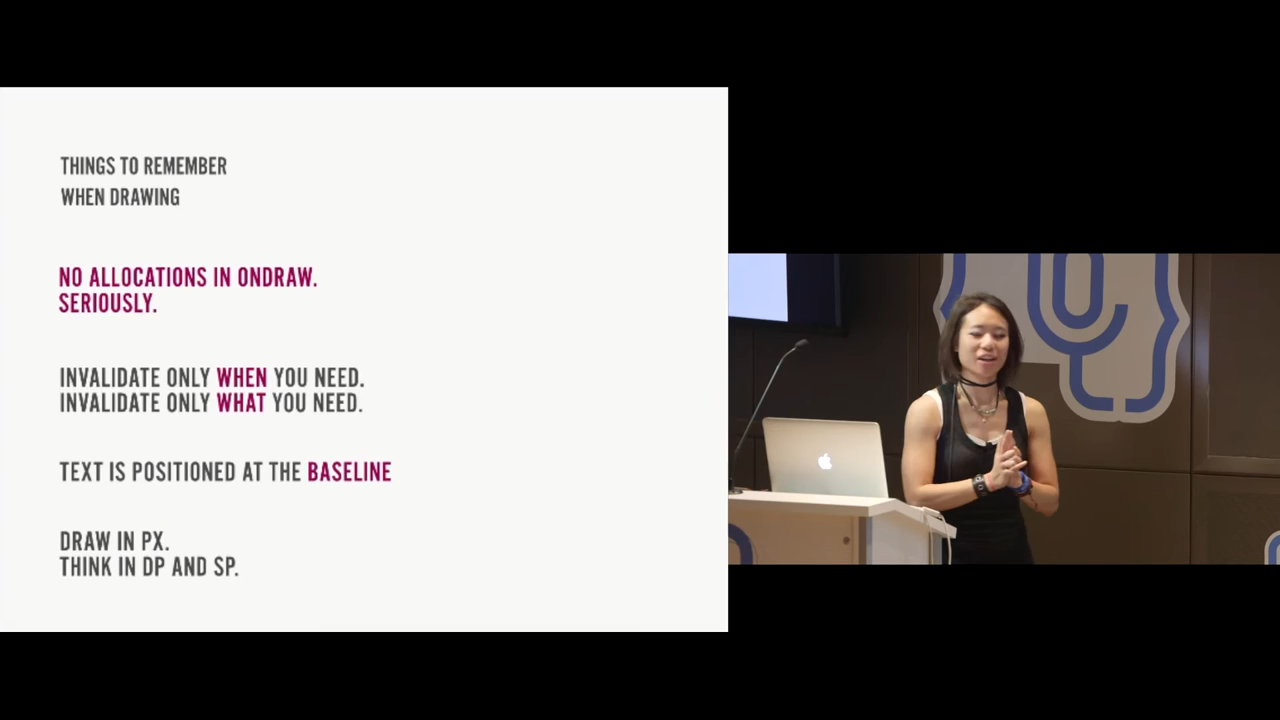 THINGS TO REMEMBER
WHEN DRAWING
NO ALLOCATIONS IN ONDRAW.
SERIOUSLY.
INVALIDATE ONLY WHEN YOU NEED.
INVALIDATE ONLY WHAT YOU NEED.
TEXT IS POSITIONED AT THE BASELINE
DRAW IN PX.
THINK IN DP AND SP.